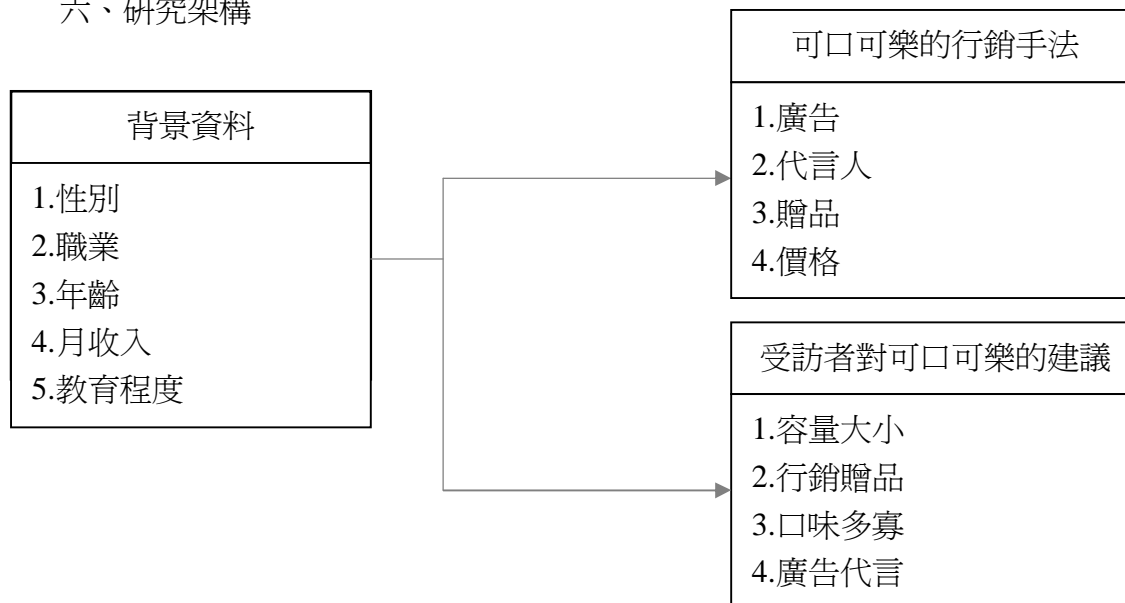 六、研究架構
背景資料
1.性別
2.職業
3.年齡
4.月收入
5.教育程度
可口可樂的行銷手法
1.廣告
2.代言人
3.贈品
4.價格
受訪者對可口可樂的建議
1.容量大小
2.行銷贈品
3.口味多寡
4.廣告代言